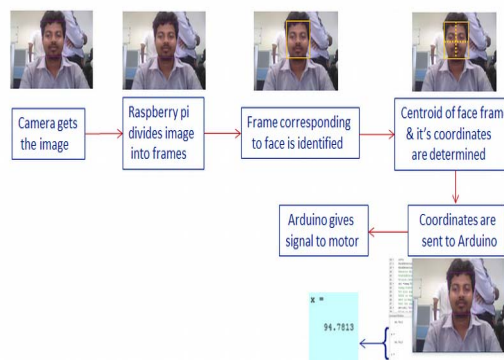 Camera gets
the image
Raspberry pi
divides image
into frames
Frame corresponding
to face is identified
Centroid of face frame
& it's coordinates
are determined
Arduino gives
signal to motor
Coordinates are
sent to Arduino
x =
94.7813